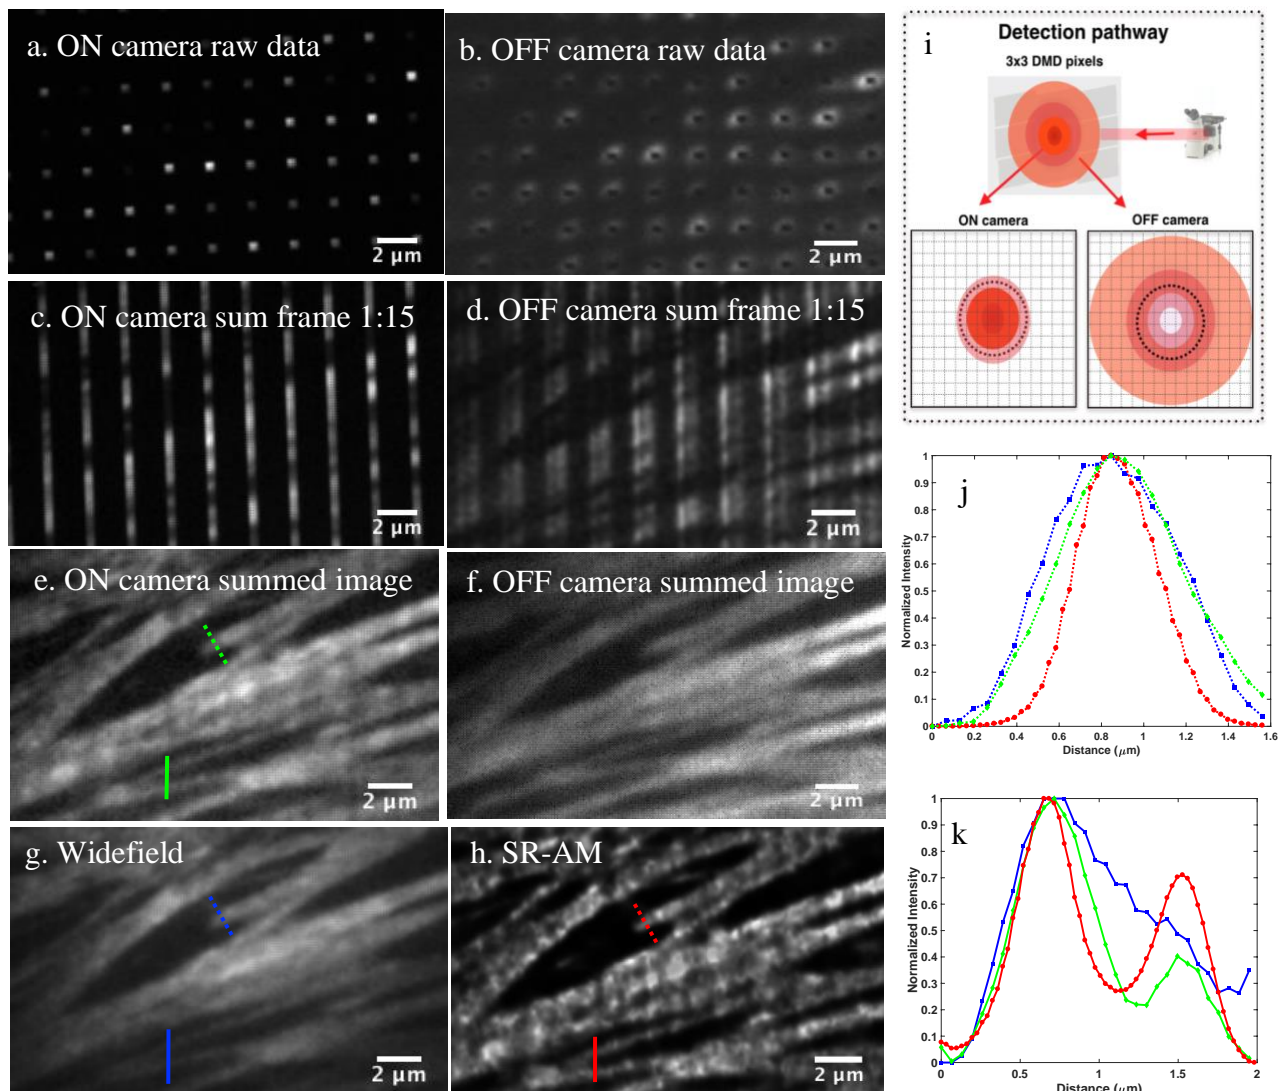 a. ON camera raw data
2 μm
b. OFF camera raw data
2 μm
c. ON camera sum frame 1:15
2 μm
d. OFF camera sum frame 1:15
2 μm
e. ON camera summed image
2 μm
f. OFF camera summed image
2 μm
g. Widefield
2 μm
h. SR-AM
2 μm
i
Detection pathway
3x3 DMD pixels
ON camera
OFF camera
j
Normalized Intensity
1
0.9
0.8
0.7
0.6
0.5
0.4
0.3
0.2
0.1
0
0 0.4 0.6 0.8 1 1.2 1.4 1.6
Distance (μm)
k
Normalized Intensity
1
0.9
0.8
0.7
0.6
0.5
0.4
0.3
0.2
0.1
0
0 0.5 1 1.5 2
Distance (μm)